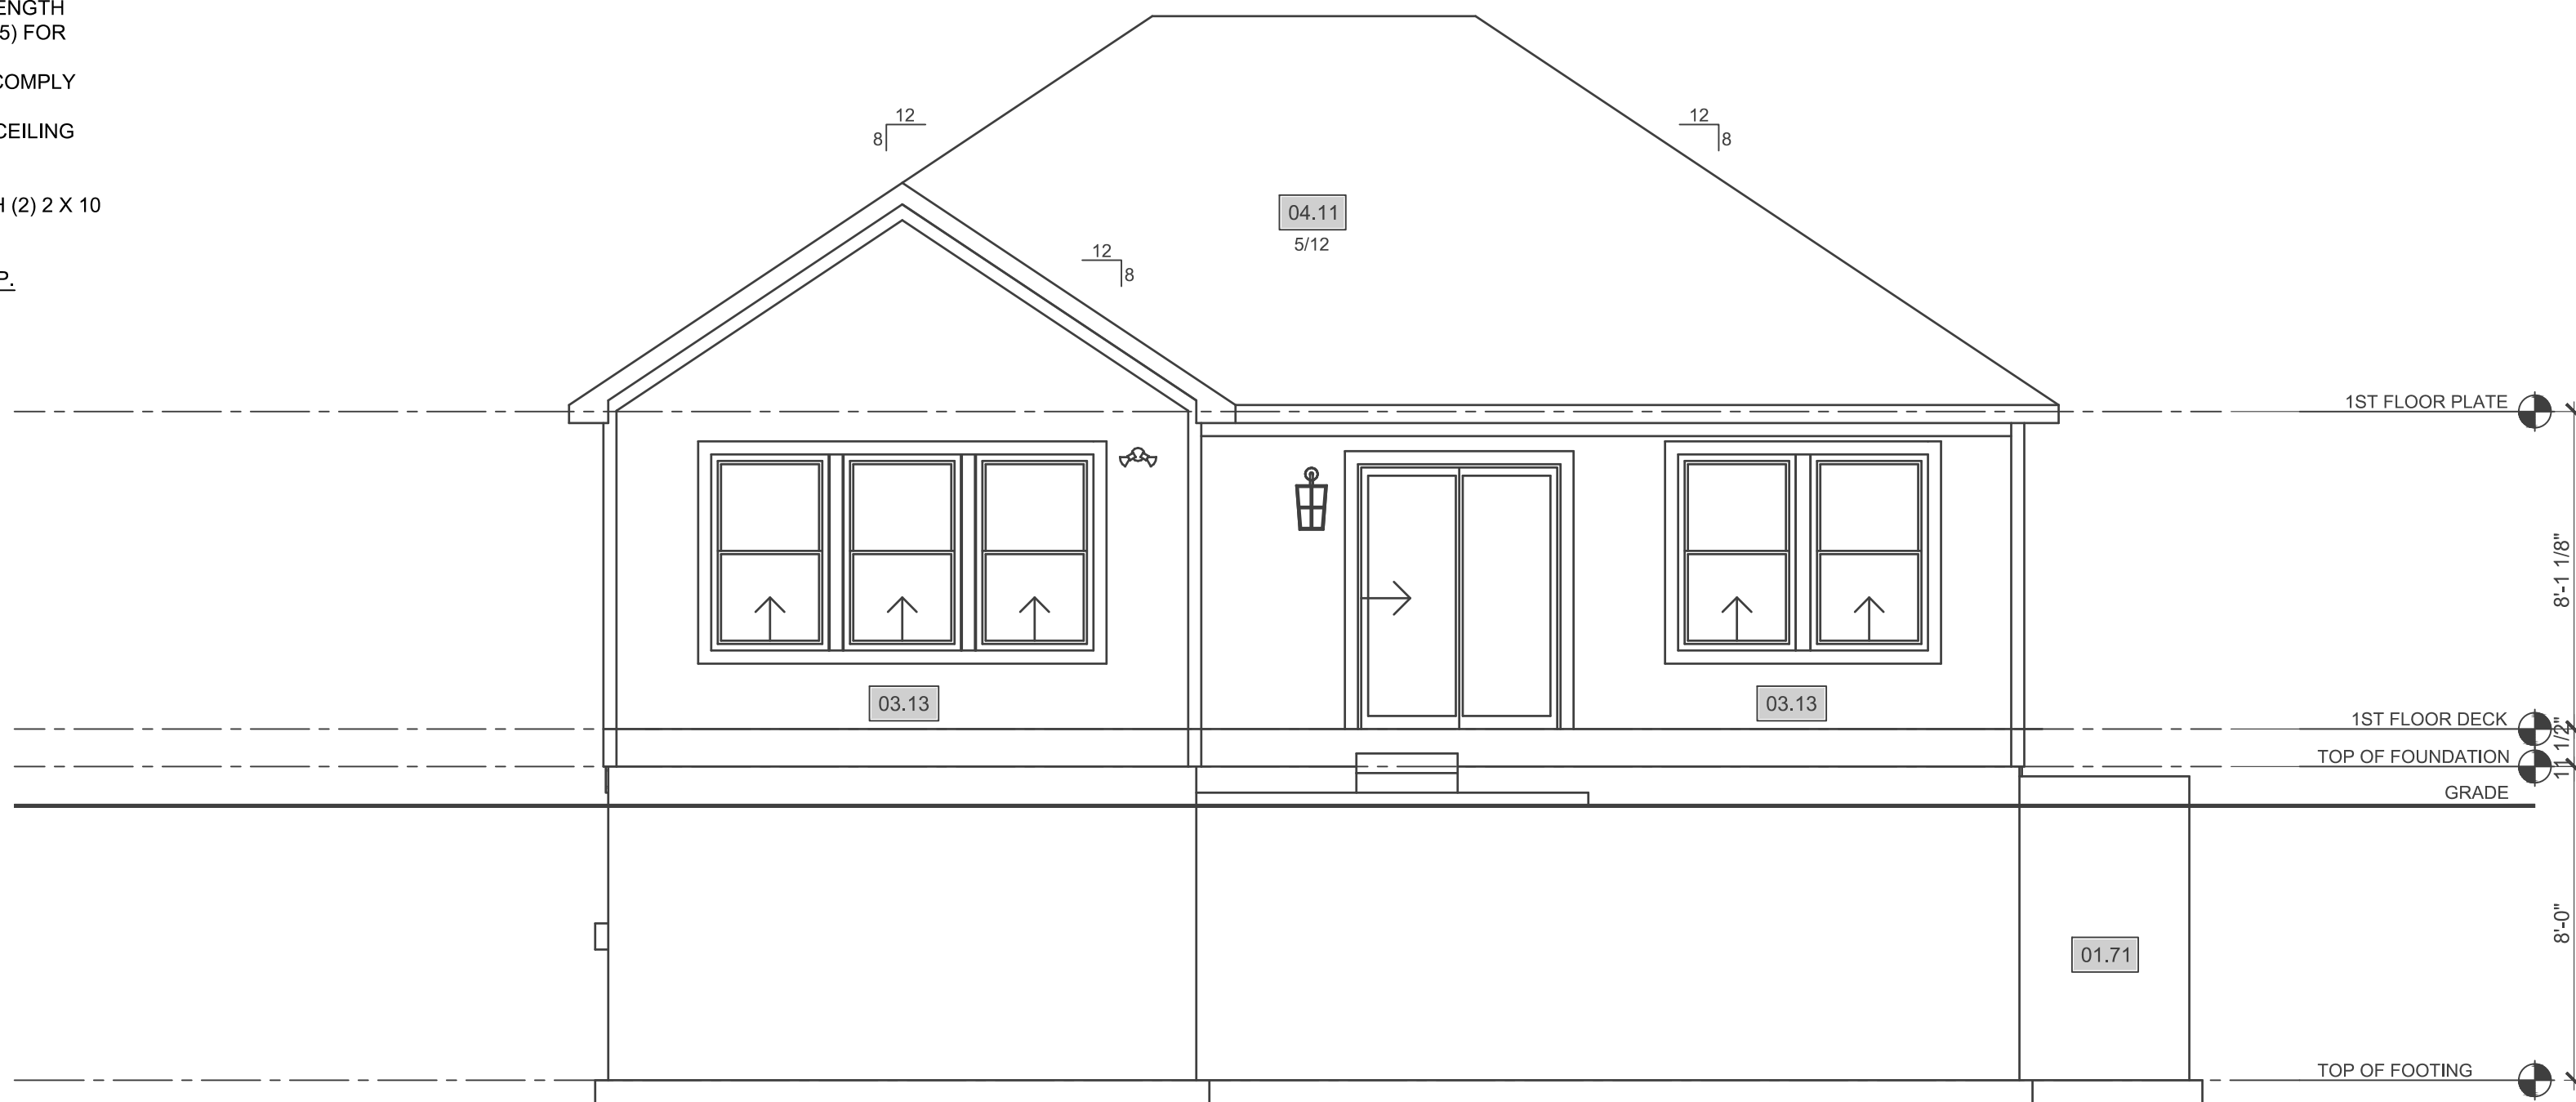 ENGTH
5) FOR
COMPLY
CEILING
H (2) 2 X 10
P.
12
8
12
8
12
8
04.11
5/12
1ST FLOOR PLATE
8'-1 1/8"
03.13
03.13
1ST FLOOR DECK
11 1/2"
TOP OF FOUNDATION
GRADE
8'-0"
01.71
TOP OF FOOTING